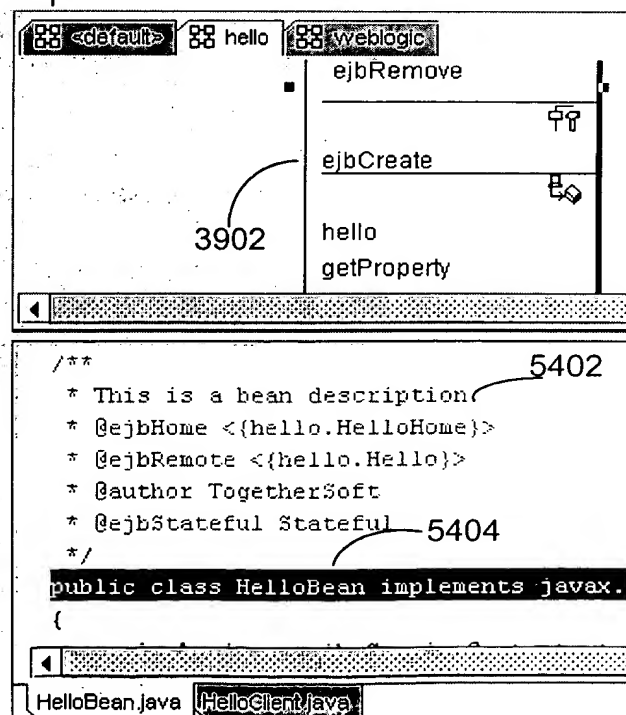 <default> hello weblogic
ejbRemove
ejbCreate
3902
hello
getProperty
/**
* This is a bean description
5402
* @ejbHome <{hello.HelloHome}>
* @ejbRemote <{hello.Hello}>
* @author TogetherSoft
* @ejbStateful Stateful
5404
*/
public class HelloBean implements javax.
{
HelloBean.java HelloClient.java